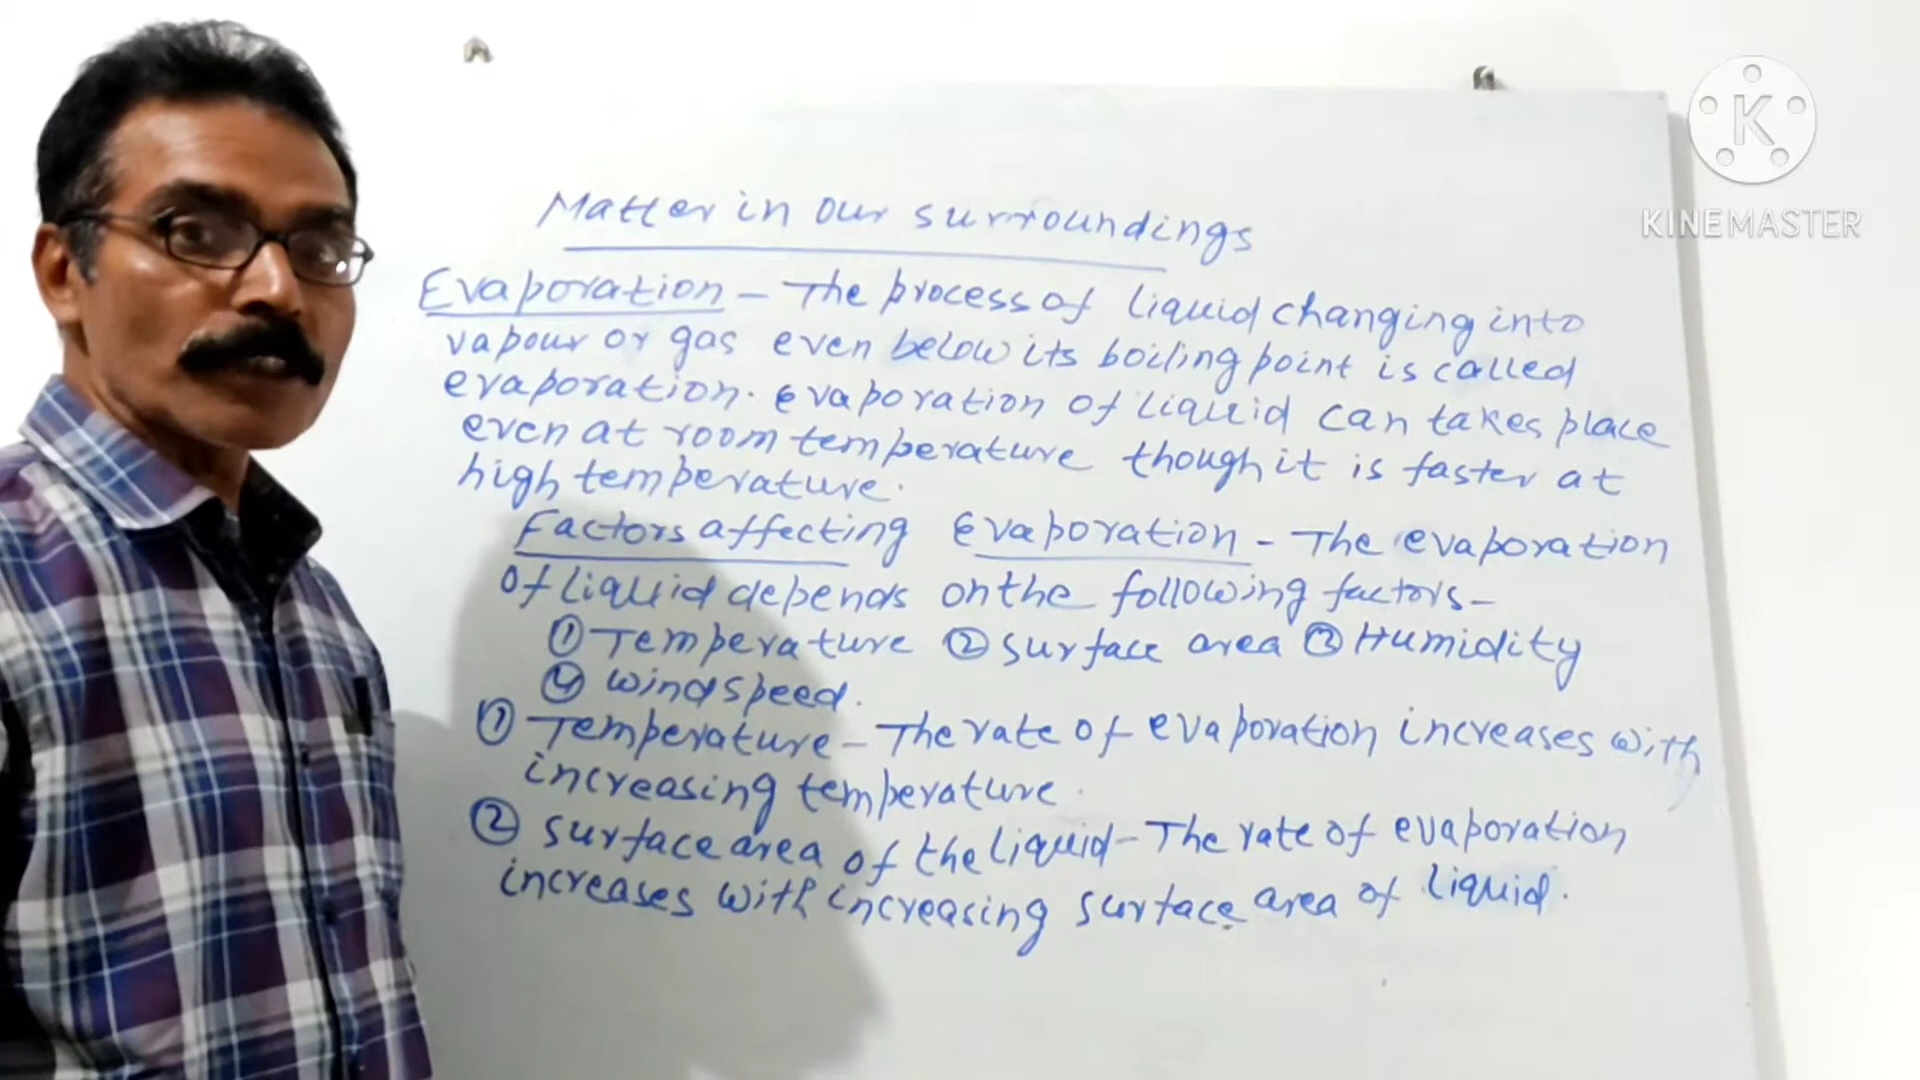 Matter in our surroundings
Evaporation - The process of liquid changing into
vapour or gas even below its boiling point is called
evaporation. evaporation of liquid can takes place
even at room temperature though it is faster at
high temperature.
Factors affecting Evaporation - The evaporation
of liquid depends on the following factors-
① Temperature ② surface area ③ Humidity
④ wind speed.
① Temperature - The rate of evaporation increases with
increasing temperature.
② surface area of the liquid - The rate of evaporation
increases with increasing surface area of liquid.
K
KINEMASTER